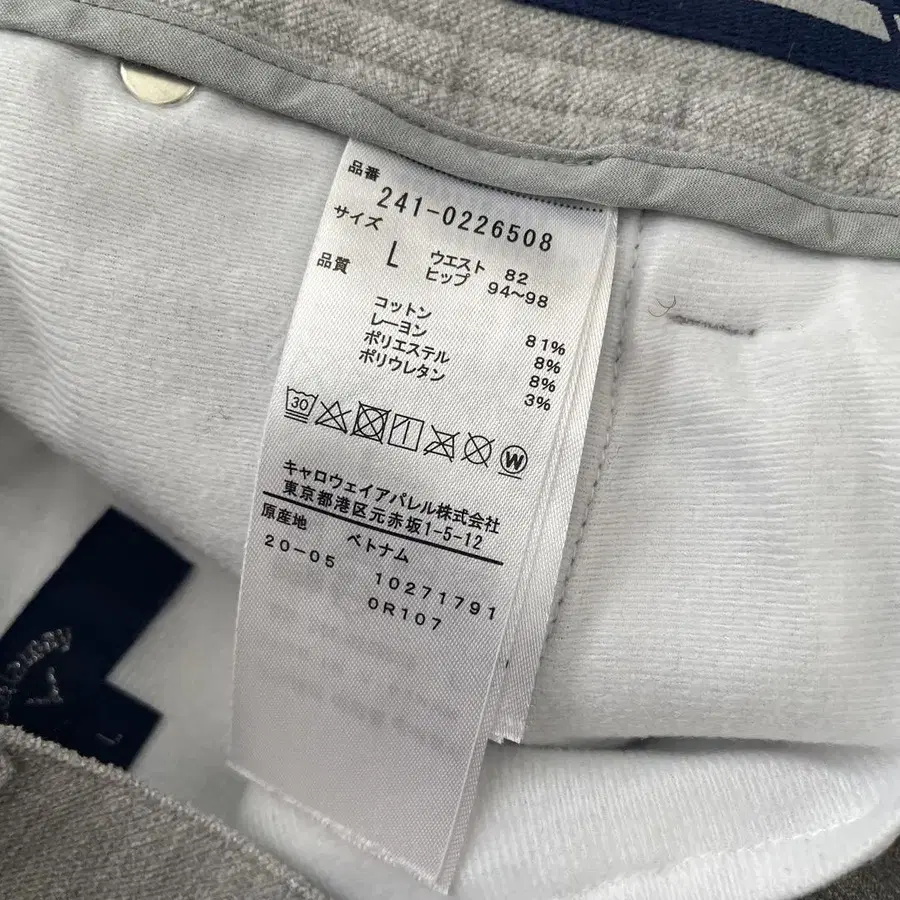 品番
241-0226508
サイズ L ウエスト 82
ヒップ 94〜98
品質
コットン 81%
レーヨン 8%
ポリエステル 8%
ポリウレタン 3%
30 W
キャロウェイアパレル株式会社
東京都港区元赤坂1-5-12
原産地 ベトナム
20-05 10271791
0R107
L